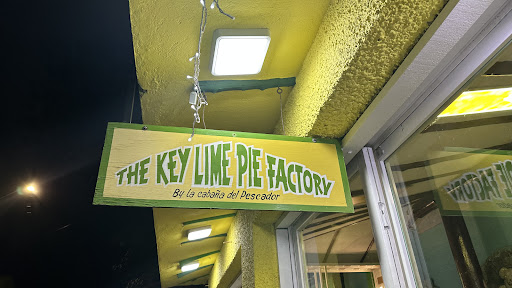 THE KEY LIME PIE FACTORY
By la cabaña del Pescador